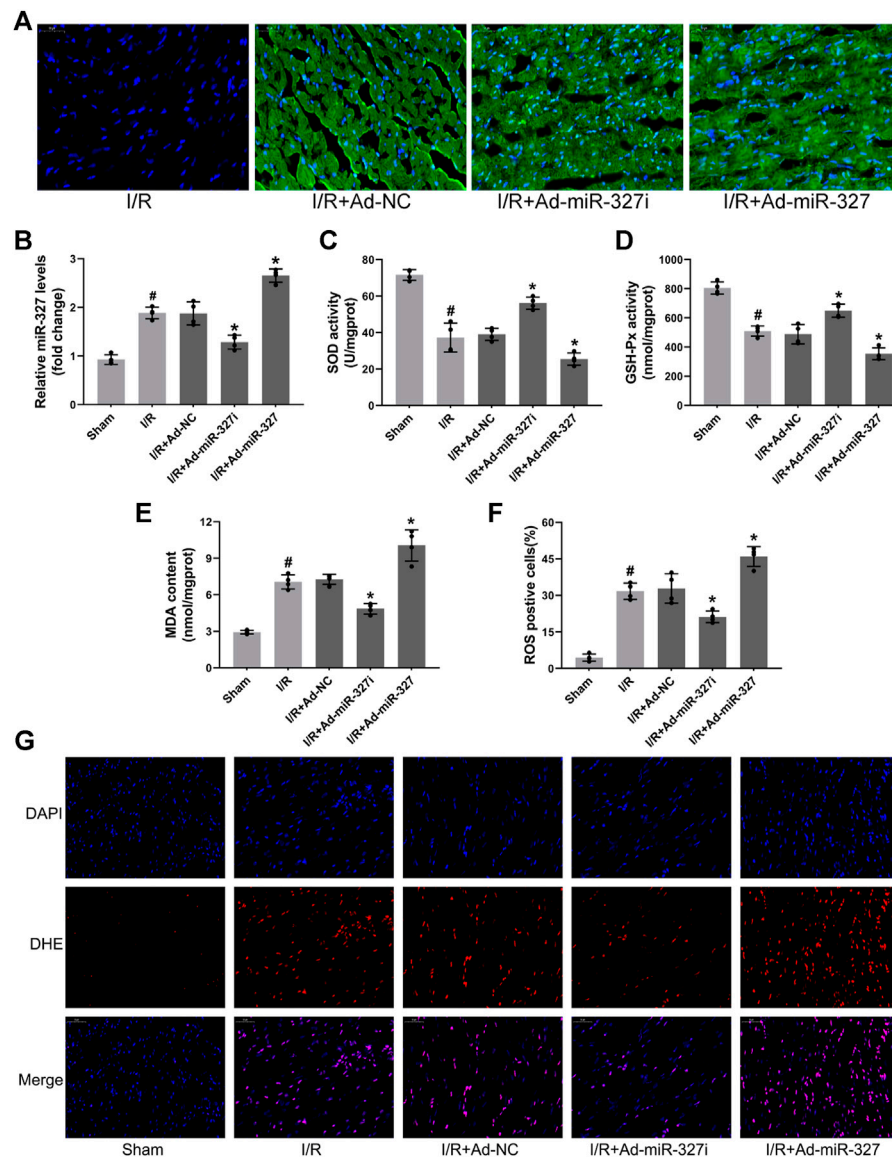 A
I/R
I/R+Ad-NC
I/R+Ad-miR-327i
I/R+Ad-miR-327
B
Relative miR-327 levels
(fold change)
3
2
1
0
#
*
*
Sham
I/R
I/R+Ad-NC
I/R+Ad-miR-327i
I/R+Ad-miR-327
C
SOD activity
(U/mgprot)
80
60
40
20
0
#
*
*
Sham
I/R
I/R+Ad-NC
I/R+Ad-miR-327i
I/R+Ad-miR-327
D
GSH-Px activity
(nmol/mgprot)
1000
800
600
400
200
0
#
*
*
Sham
I/R
I/R+Ad-NC
I/R+Ad-miR-327i
I/R+Ad-miR-327
E
MDA content
(nmol/mgprot)
12
9
6
3
0
#
*
*
Sham
I/R
I/R+Ad-NC
I/R+Ad-miR-327i
I/R+Ad-miR-327
F
ROS postive cells(%)
60
45
30
15
0
#
*
*
Sham
I/R
I/R+Ad-NC
I/R+Ad-miR-327i
I/R+Ad-miR-327
G
DAPI
DHE
Merge
Sham
I/R
I/R+Ad-NC
I/R+Ad-miR-327i
I/R+Ad-miR-327